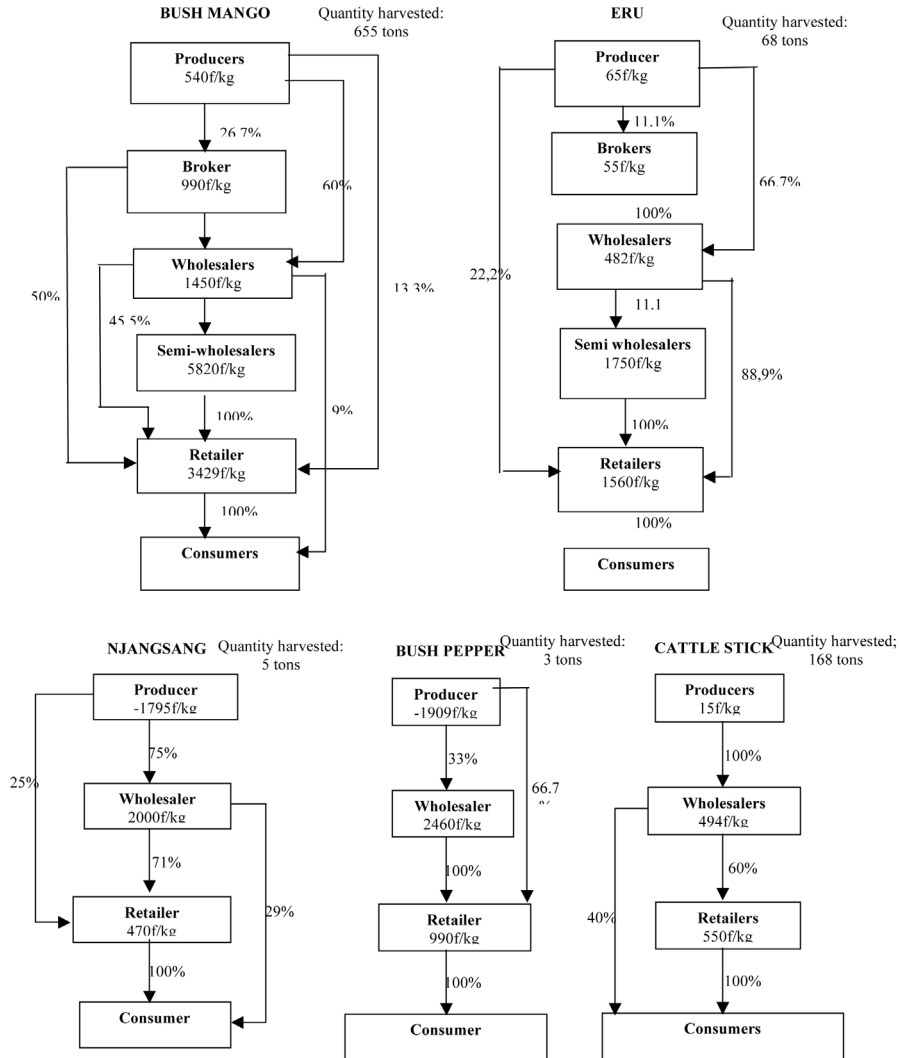 BUSH MANGO
Quantity harvested:
655 tons
Producers
540f/kg
26.7%
60%
13.3%
Broker
990f/kg
50%
Wholesalers
1450f/kg
45.5%
9%
Semi-wholesalers
5820f/kg
100%
Retailer
3429f/kg
100%
Consumers
ERU
Quantity harvested:
68 tons
Producer
65f/kg
11.1%
66.7%
22,2%
Brokers
55f/kg
100%
Wholesalers
482f/kg
11.1
88,9%
Semi wholesalers
1750f/kg
100%
Retailers
1560f/kg
100%
Consumers
NJANGSANG
Quantity harvested:
5 tons
Producer
-1795f/kg
75%
25%
Wholesaler
2000f/kg
71%
29%
Retailer
470f/kg
100%
Consumer
BUSH PEPPER
Quantity harvested:
3 tons
Producer
-1909f/kg
33%
66.7
%
Wholesaler
2460f/kg
100%
Retailer
990f/kg
100%
Consumer
CATTLE STICK
Quantity harvested;
168 tons
Producers
15f/kg
100%
Wholesalers
494f/kg
60%
40%
Retailers
550f/kg
100%
Consumers